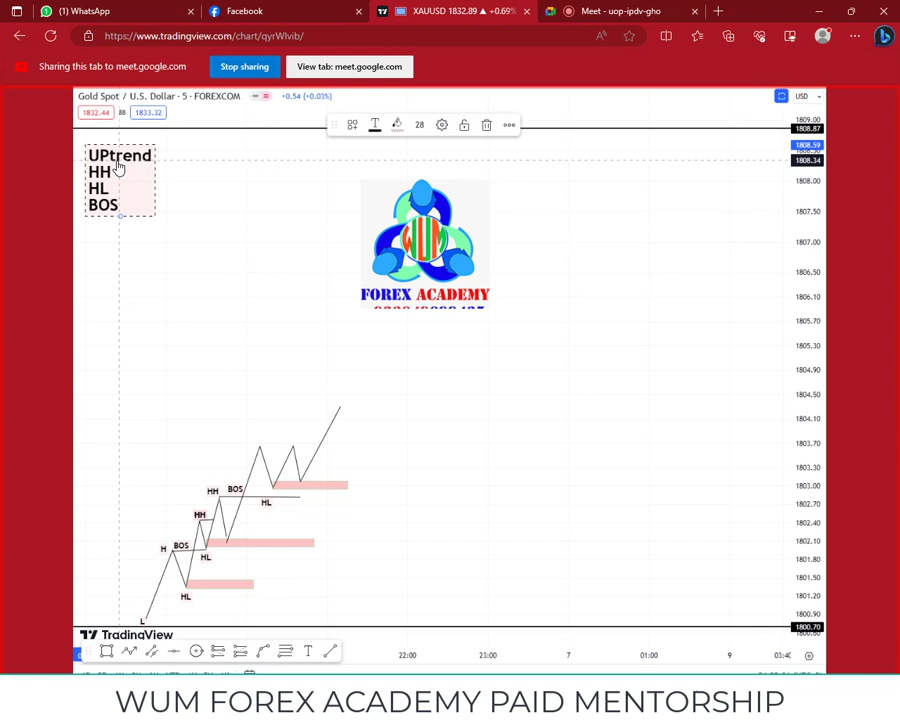 (1) WhatsApp
Facebook
XAUUSD 1832.89 ▲ +0.69%
Meet - uop-ipdv-gho
https://www.tradingview.com/chart/qyrWlvib/
Sharing this tab to meet.google.com
Stop sharing
View tab: meet.google.com
Gold Spot / U.S. Dollar · 5 · FOREXCOM
+0.54 (+0.03%)
USD
1832.44
88
1833.32
28
1809.00
1808.87
1808.59
1808.34
1808.00
1807.50
1807.00
1806.50
1806.10
1805.70
1805.30
1804.90
1804.50
1804.10
1803.70
1803.30
1803.00
1802.70
1802.40
1802.10
1801.80
1801.50
1801.20
1800.90
1800.70
UPtrend
HH
HL
BOS
WUM
FOREX ACADEMY
HH
BOS
HL
HH
H
BOS
HL
HL
L
TradingView
22:00
23:00
7
01:00
9
WUM FOREX ACADEMY PAID MENTORSHIP